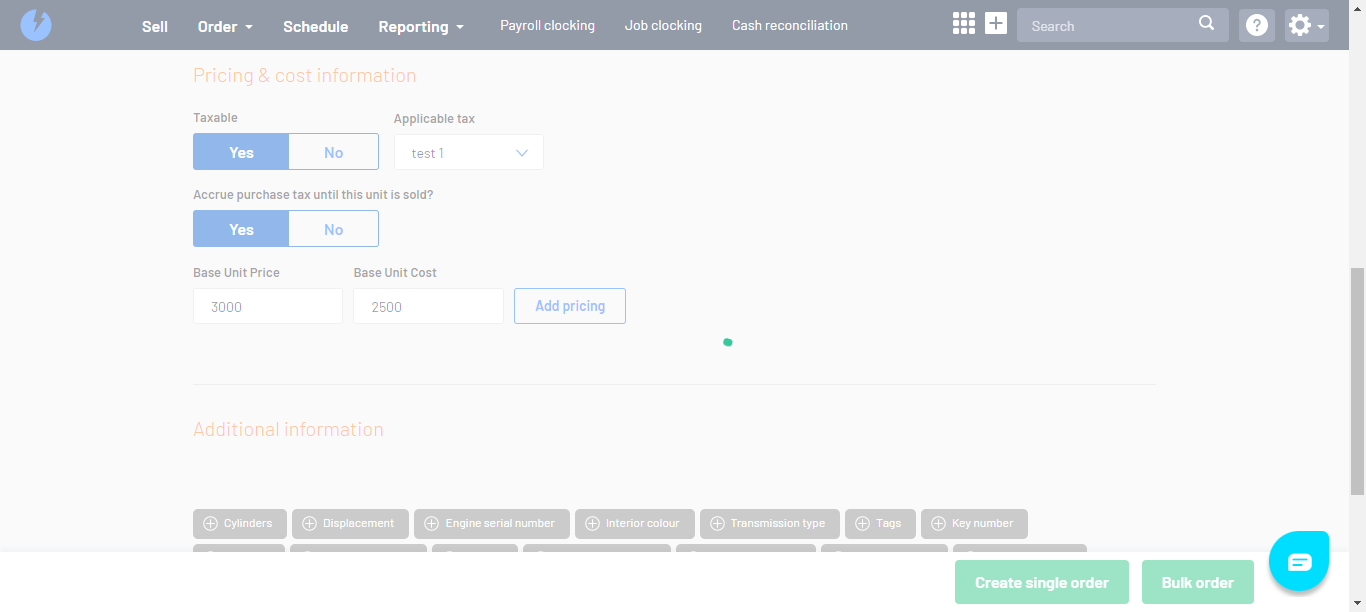 Sell Order Schedule Reporting Payroll clocking Job clocking Cash reconciliation Search
Pricing & cost information
Taxable Applicable tax
Yes No test 1
Accrue purchase tax until this unit is sold?
Yes No
Base Unit Price Base Unit Cost
3000 2500 Add pricing
Additional information
Cylinders Displacement Engine serial number Interior colour Transmission type Tags Key number
Create single order Bulk order